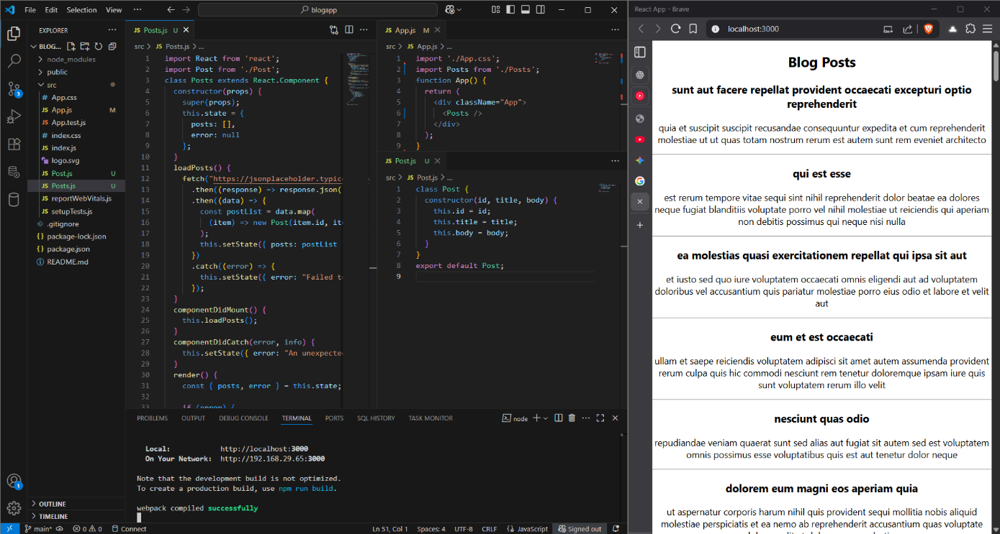 File Edit Selection View ··· blogapp
EXPLORER ···
BLOG...
node_modules
public
src
App.css
App.js M
App.test.js
index.css
index.js
logo.svg
Post.js U
Posts.js U
reportWebVitals.js
setupTests.js
.gitignore
package-lock.json
package.json
README.md
OUTLINE
TIMELINE
3
1
Posts.js U
src > Posts.js > ...
1 import React from 'react';
2 import Post from './Post';
3 class Posts extends React.Component {
4 constructor(props) {
5 super(props);
6 this.state = {
7 posts: [],
8 error: null
9 };
10 }
11 loadPosts() {
12 fetch("https://jsonplaceholder.typic
13 .then((response) => response.json(
14 .then((data) => {
15 const postList = data.map(
16 (item) => new Post(item.id, it
17 );
18 this.setState({ posts: postList
19 })
20 .catch((error) => {
21 this.setState({ error: "Failed t
22 });
23 }
24 componentDidMount() {
25 this.loadPosts();
26 }
27 componentDidCatch(error, info) {
28 this.setState({ error: "An unexpecte
29 }
30 render() {
31 const { posts, error } = this.state;
32
33 if (error) {
App.js M
src > App.js > ...
1 import './App.css';
2 import Posts from './Posts';
3 function App() {
4 return (
5 <div className="App">
6 <Posts />
7 </div>
8 );
9 }
Post.js U
src > Post.js > ...
1 class Post {
2 constructor(id, title, body) {
3 this.id = id;
4 this.title = title;
5 this.body = body;
6 }
7 }
8 export default Post;
9
PROBLEMS OUTPUT DEBUG CONSOLE TERMINAL PORTS SQL HISTORY TASK MONITOR node
Local: http://localhost:3000
On Your Network: http://192.168.29.65:3000
Note that the development build is not optimized.
To create a production build, use npm run build.
webpack compiled successfully
main* 0 0 Connect Ln 51, Col 1 Spaces: 4 UTF-8 CRLF JavaScript Signed out
React App - Brave
localhost:3000
Blog Posts
sunt aut facere repellat provident occaecati excepturi optio
reprehenderit
quia et suscipit suscipit recusandae consequuntur expedita et cum reprehenderit
molestiae ut ut quas totam nostrum rerum est autem sunt rem eveniet architecto
qui est esse
est rerum tempore vitae sequi sint nihil reprehenderit dolor beatae ea dolores
neque fugiat blanditiis voluptate porro vel nihil molestiae ut reiciendis qui aperiam
non debitis possimus qui neque nisi nulla
ea molestias quasi exercitationem repellat qui ipsa sit aut
et iusto sed quo iure voluptatem occaecati omnis eligendi aut ad voluptatem
doloribus vel accusantium quis pariatur molestiae porro eius odio et labore et velit
aut
eum et est occaecati
ullam et saepe reiciendis voluptatem adipisci sit amet autem assumenda provident
rerum culpa quis hic commodi nesciunt rem tenetur doloremque ipsam iure quis
sunt voluptatem rerum illo velit
nesciunt quas odio
repudiandae veniam quaerat sunt sed alias aut fugiat sit autem sed est voluptatem
omnis possimus esse voluptatibus quis est aut tenetur dolor neque
dolorem eum magni eos aperiam quia
ut aspernatur corporis harum nihil quis provident sequi mollitia nobis aliquid
molestiae perspiciatis et ea nemo ab reprehenderit accusantium quas voluptate